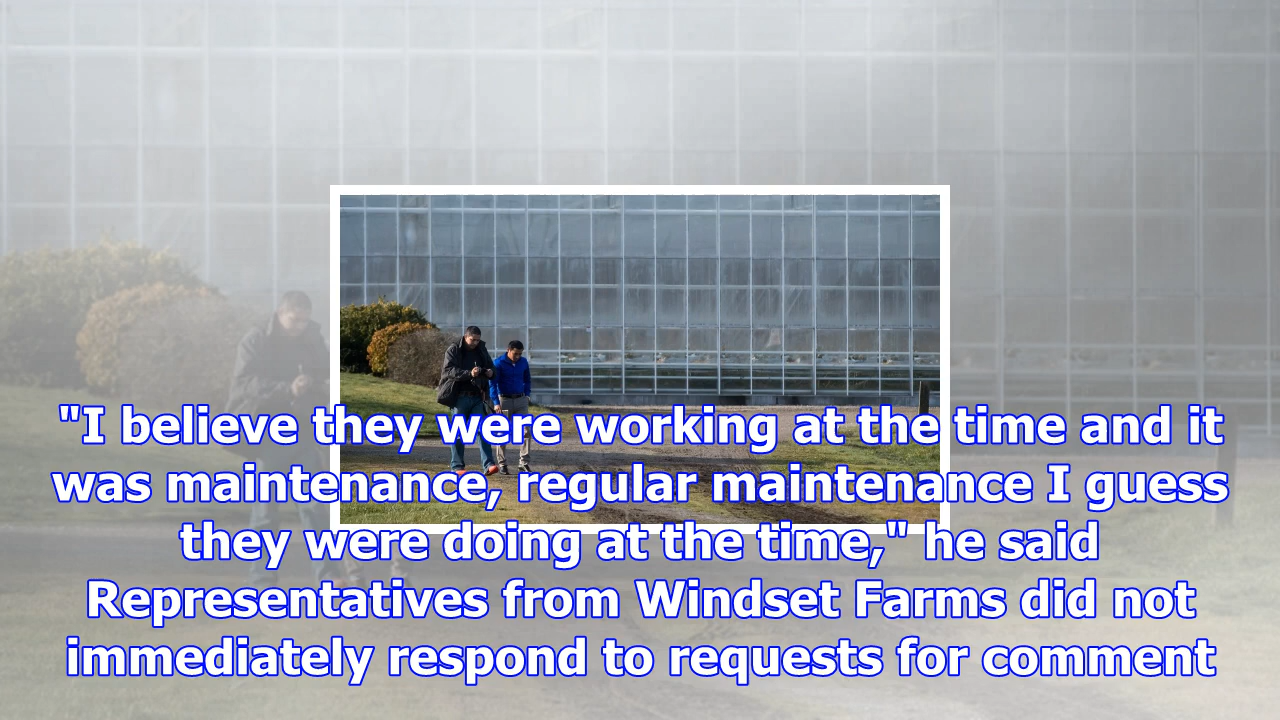 "I believe they were working at the time and it
was maintenance, regular maintenance I guess
they were doing at the time," he said
Representatives from Windset Farms did not
immediately respond to requests for comment